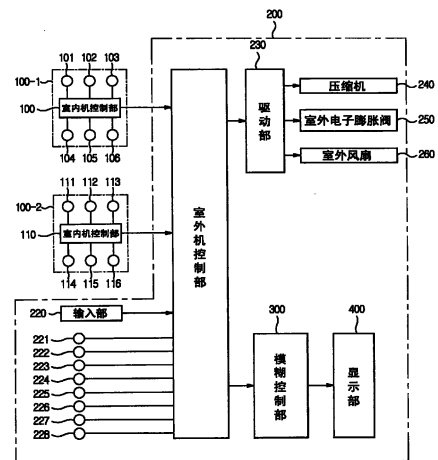 200
101 102 103
230
100-1
100 室内机控制部
104 105 106
驱动部
压缩机 240
室外电子膨胀阀 250
室外风扇 260
111 112 113
100-2
110 室内机控制部
114 115 116
室外机控制部
220 输入部
300
400
221
222
223
224
225
226
227
228
模糊控制部
显示部